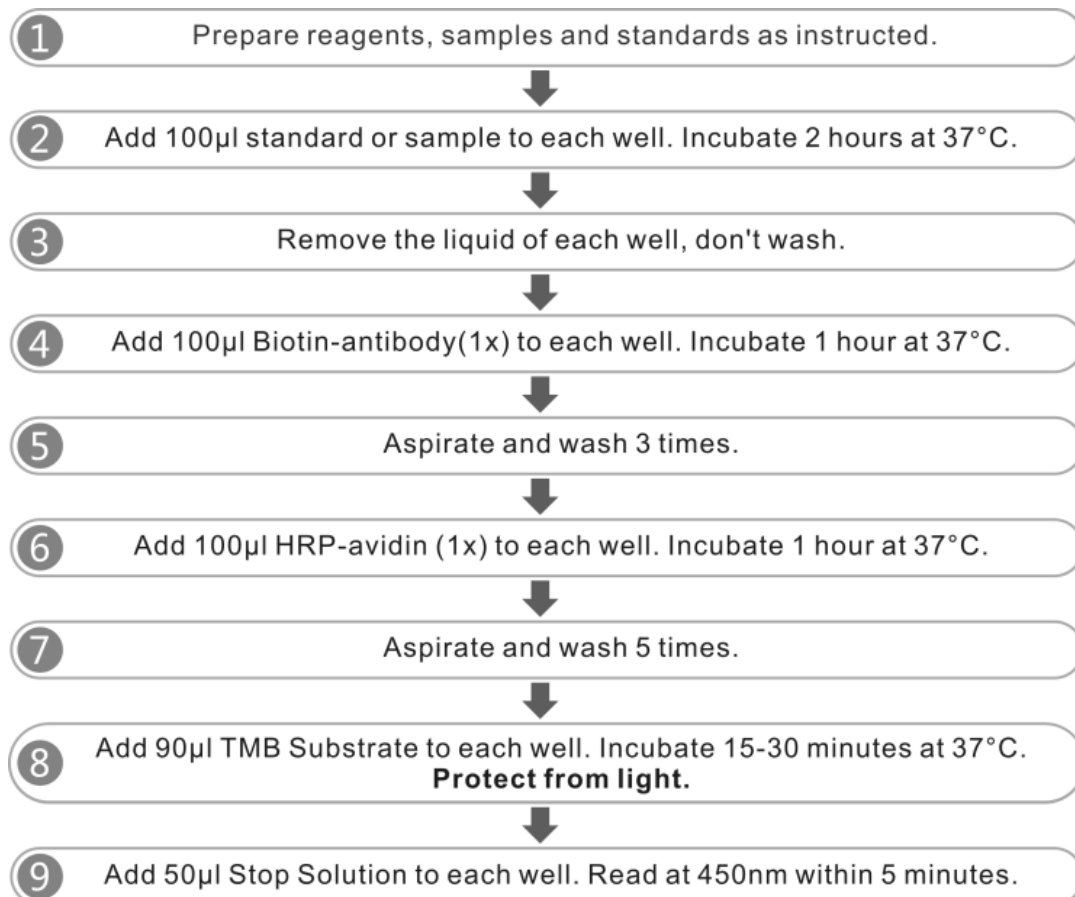 1 Prepare reagents, samples and standards as instructed.
2 Add 100µl standard or sample to each well. Incubate 2 hours at 37°C.
3 Remove the liquid of each well, don't wash.
4 Add 100µl Biotin-antibody(1x) to each well. Incubate 1 hour at 37°C.
5 Aspirate and wash 3 times.
6 Add 100µl HRP-avidin (1x) to each well. Incubate 1 hour at 37°C.
7 Aspirate and wash 5 times.
8 Add 90µl TMB Substrate to each well. Incubate 15-30 minutes at 37°C.
Protect from light.
9 Add 50µl Stop Solution to each well. Read at 450nm within 5 minutes.